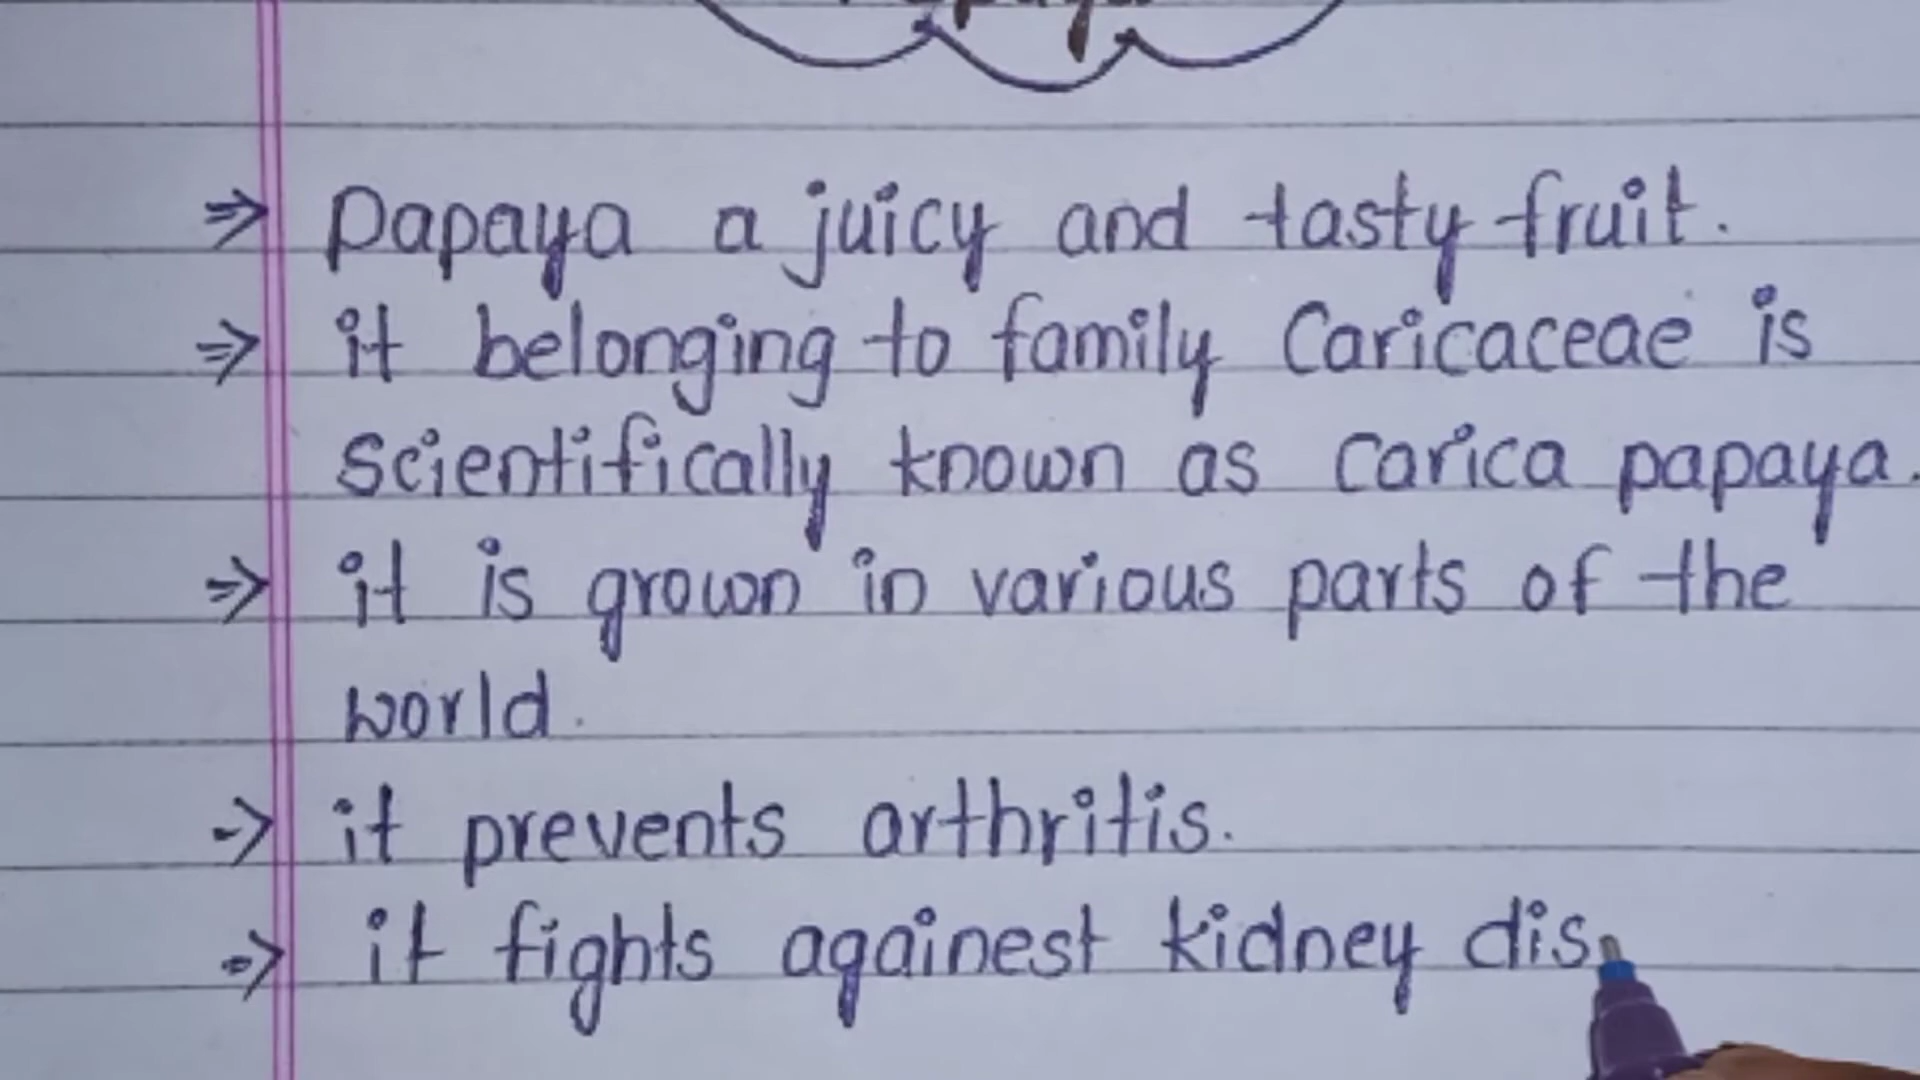 Papaya
⇒ Papaya a juicy and tasty fruit.
⇒ it belonging to family Caricaceae is
scientifically known as carica papaya.
⇒ it is grown in various parts of the
world.
⇒ it prevents arthritis.
⇒ it fights againest kidney dis